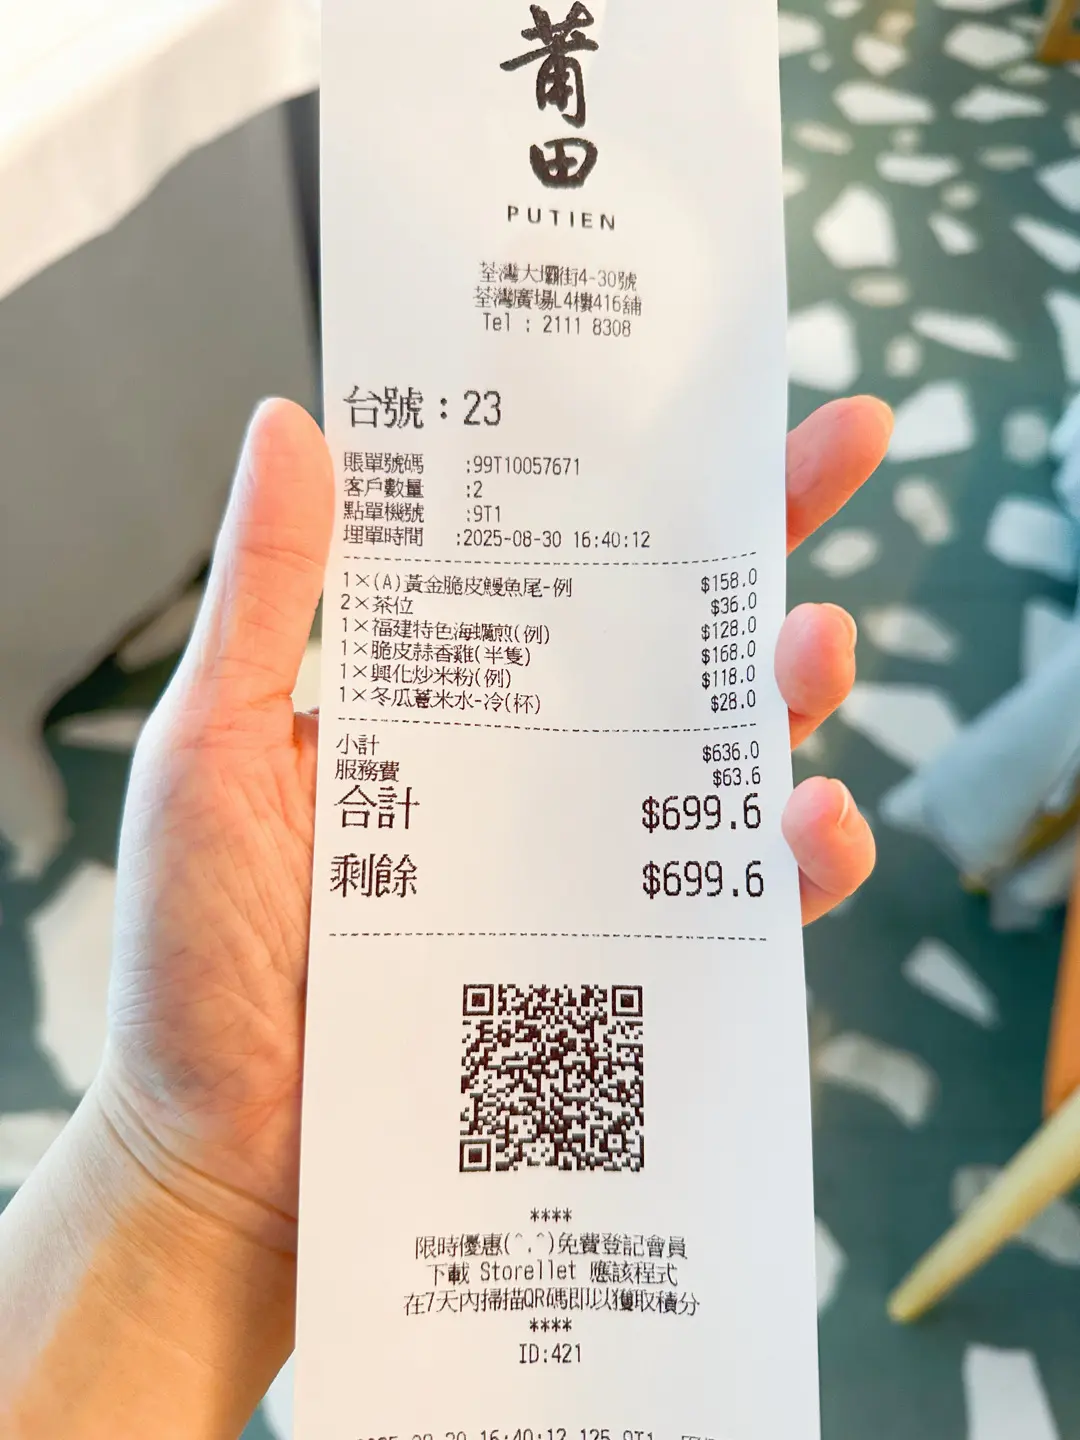 莆田
PUTIEN
荃灣大壩街4-30號
荃灣廣場L4樓416舖
Tel : 2111 8308
台號：23
賬單號碼 :99T10057671
客戶數量 :2
點單機號 :9T1
埋單時間 :2025-08-30 16:40:12
1×(A)黃金脆皮鰻魚尾-例 $158.0
2×茶位 $36.0
1×福建特色海蠣煎(例) $128.0
1×脆皮蒜香雞(半隻) $168.0
1×興化炒米粉(例) $118.0
1×冬瓜薏米水-冷(杯) $28.0
小計 $636.0
服務費 $63.6
合計 $699.6
剩餘 $699.6
****
限時優惠(^.^)免費登記會員
下載 Storellet 應該程式
在7天內掃描QR碼即以獲取積分
****
ID:421
16:40:12 125 9T1